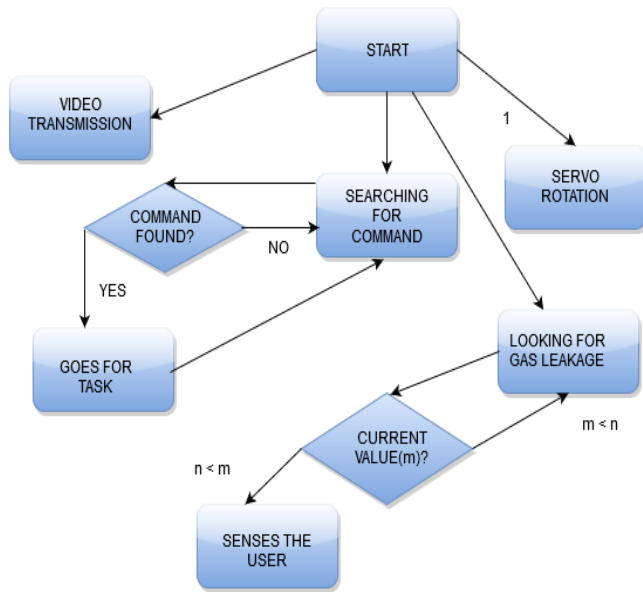 START
VIDEO
TRANSMISSION
1
SERVO
ROTATION
SEARCHING
FOR
COMMAND
COMMAND
FOUND?
NO
YES
GOES FOR
TASK
LOOKING FOR
GAS LEAKAGE
CURRENT
VALUE(m)?
m < n
n < m
SENSES THE
USER